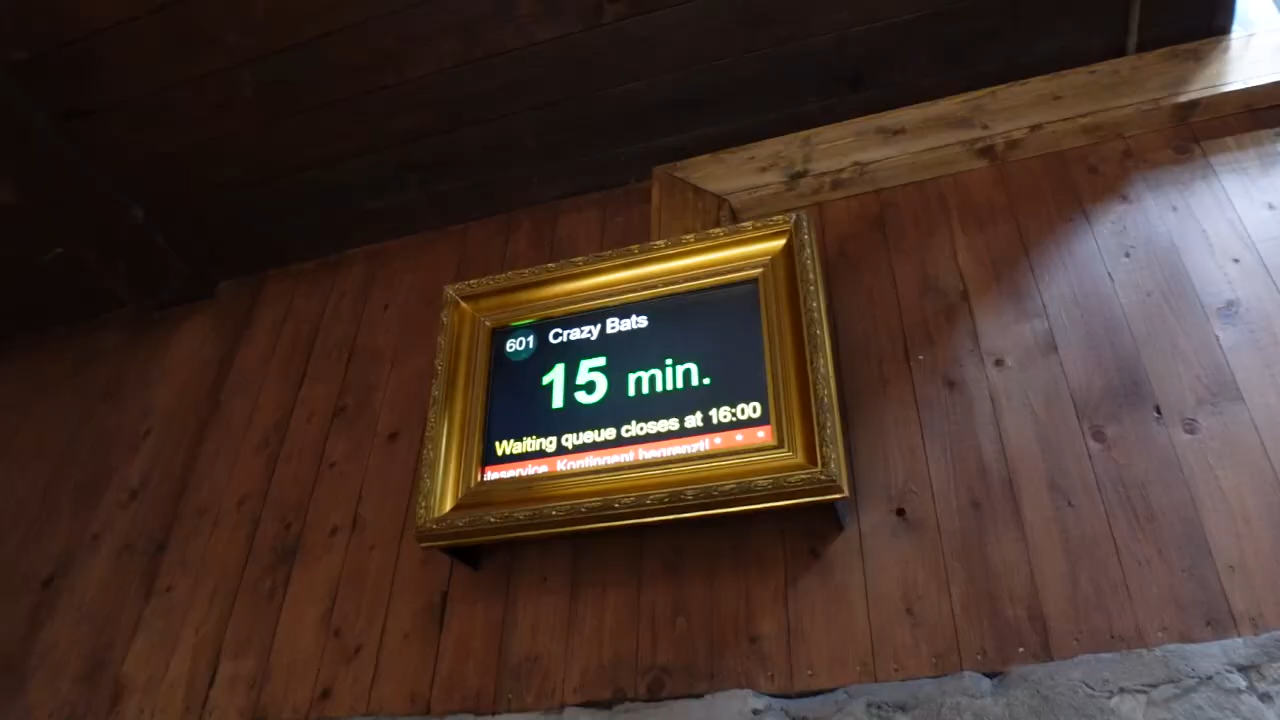 601 Crazy Bats
15 min.
Waiting queue closes at 16:00
Kontingent begrenzt! * * *